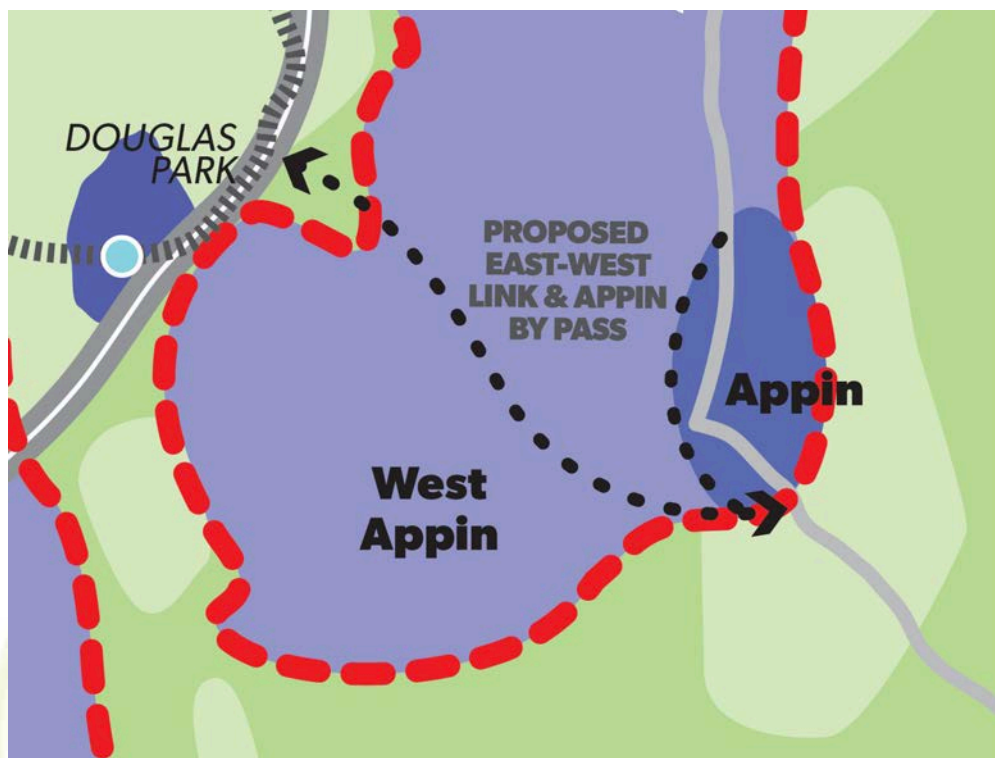 DOUGLAS
PARK
PROPOSED
EAST-WEST
LINK & APPIN
BY PASS
Appin
West
Appin